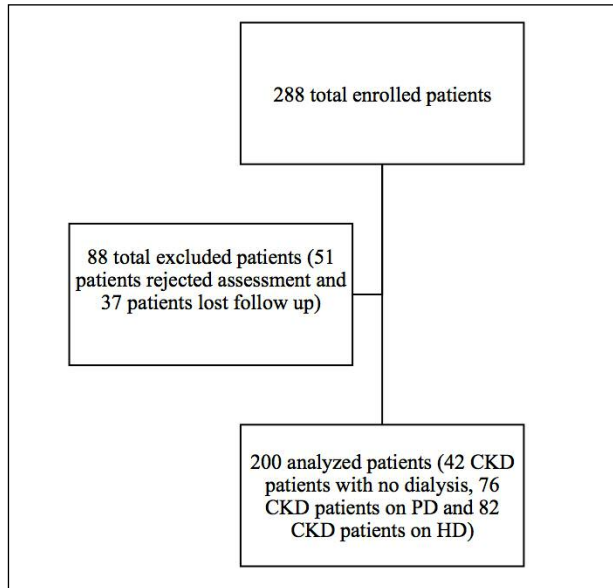 288 total enrolled patients
88 total excluded patients (51
patients rejected assessment and
37 patients lost follow up)
200 analyzed patients (42 CKD
patients with no dialysis, 76
CKD patients on PD and 82
CKD patients on HD)